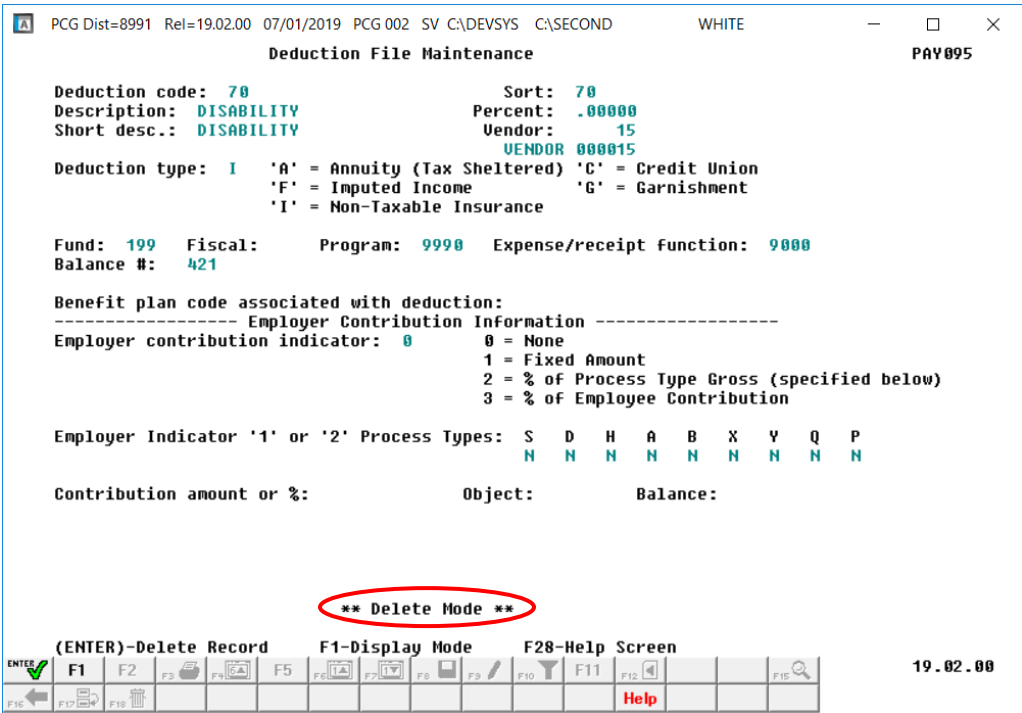 A PCG Dist=8991 Rel=19.02.00 07/01/2019 PCG 002 SV C:\DEVSYS C:\SECOND WHITE
Deduction File Maintenance PAY095
Deduction code: 70 Sort: 70
Description: DISABILITY Percent: .00000
Short desc.: DISABILITY Vendor: 15
VENDOR 000015
Deduction type: I 'A' = Annuity (Tax Sheltered) 'C' = Credit Union
'F' = Imputed Income 'G' = Garnishment
'I' = Non-Taxable Insurance
Fund: 199 Fiscal: Program: 9990 Expense/receipt function: 9000
Balance #: 421
Benefit plan code associated with deduction:
------------------ Employer Contribution Information ------------------
Employer contribution indicator: 0 0 = None
1 = Fixed Amount
2 = % of Process Type Gross (specified below)
3 = % of Employee Contribution
Employer Indicator '1' or '2' Process Types: S D H A B X Y Q P
N N N N N N N N N
Contribution amount or %: Object: Balance:
** Delete Mode **
(ENTER)-Delete Record F1-Display Mode F28-Help Screen
ENTER F1 F2 F3 F4 F5 F6 F7 F8 F9 F10 F11 F12 F15 19.02.00
F16 F17 F18 Help